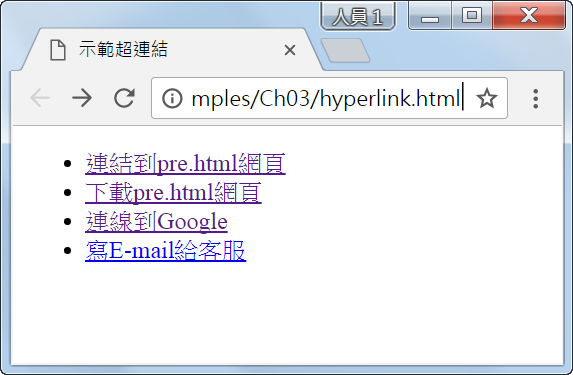 人員 1
示範超連結
mples/Ch03/hyperlink.html
連結到pre.html網頁
下載pre.html網頁
連線到Google
寫E-mail給客服